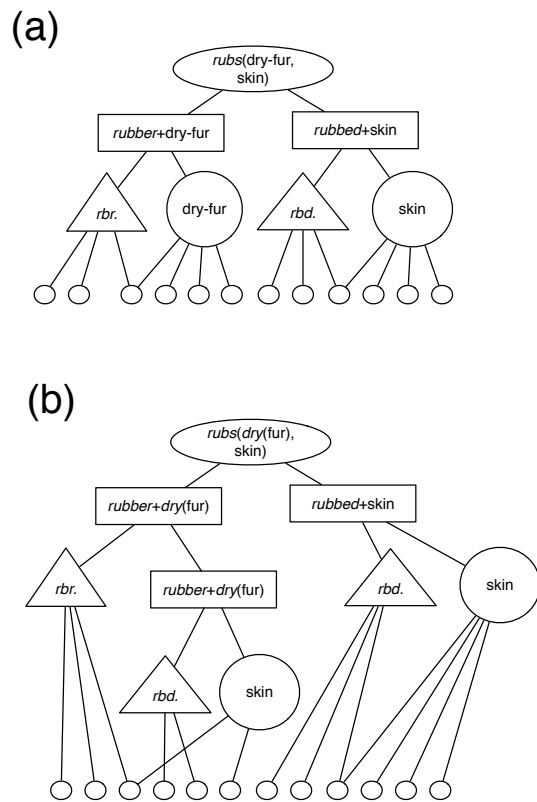 (a)
rubs(dry-fur,
skin)
rubber+dry-fur
rubbed+skin
rbr.
dry-fur
rbd.
skin
(b)
rubs(dry(fur),
skin)
rubber+dry(fur)
rubbed+skin
rbr.
rubber+dry(fur)
rbd.
skin
rbd.
skin